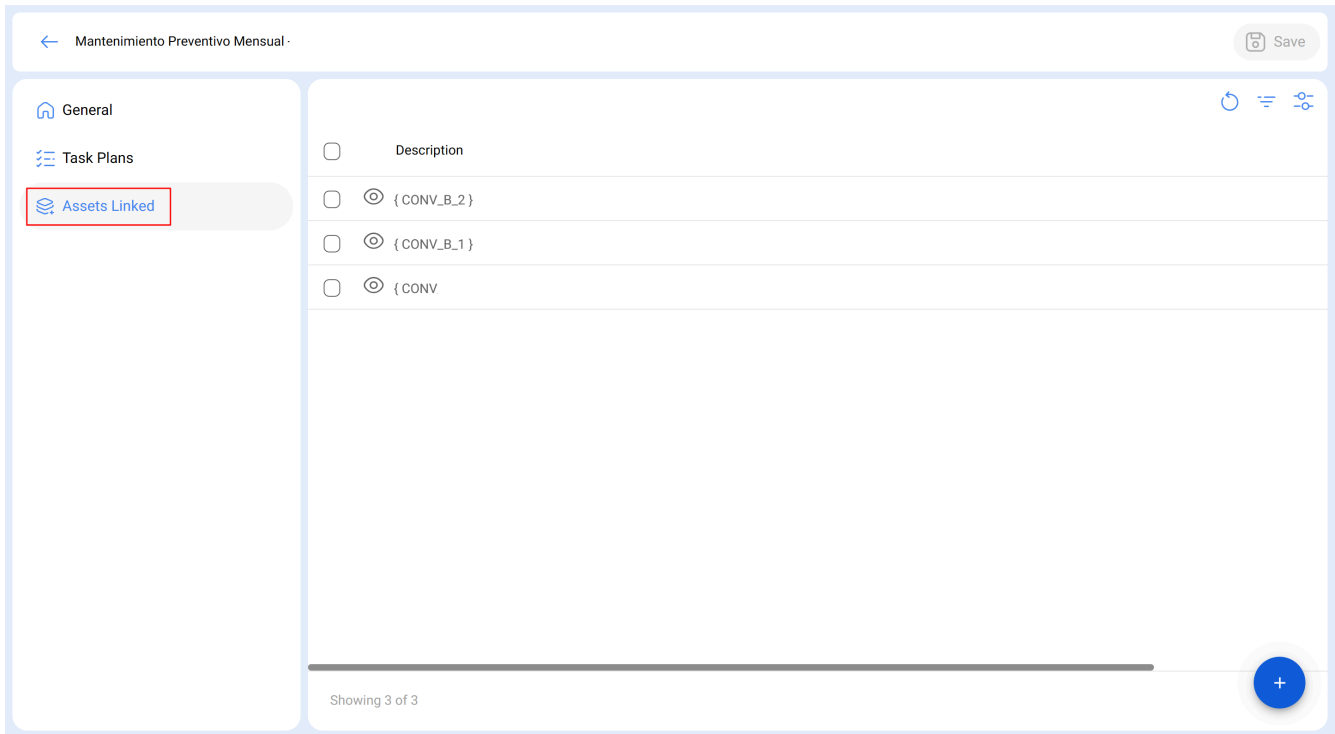 Mantenimiento Preventivo Mensual -
Save
General
Task Plans
Assets Linked
Description
{ CONV_B_2 }
{ CONV_B_1 }
{ CONV
Showing 3 of 3